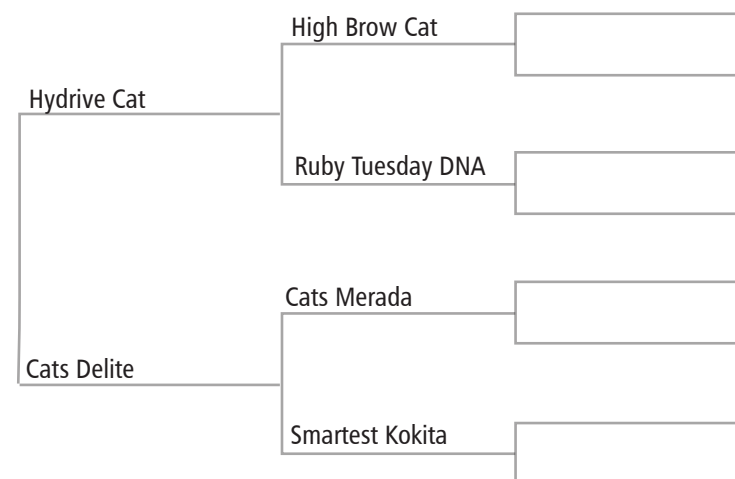 High Brow Cat
Hydrive Cat
Ruby Tuesday DNA
Cats Merada
Cats Delite
Smartest Kokita